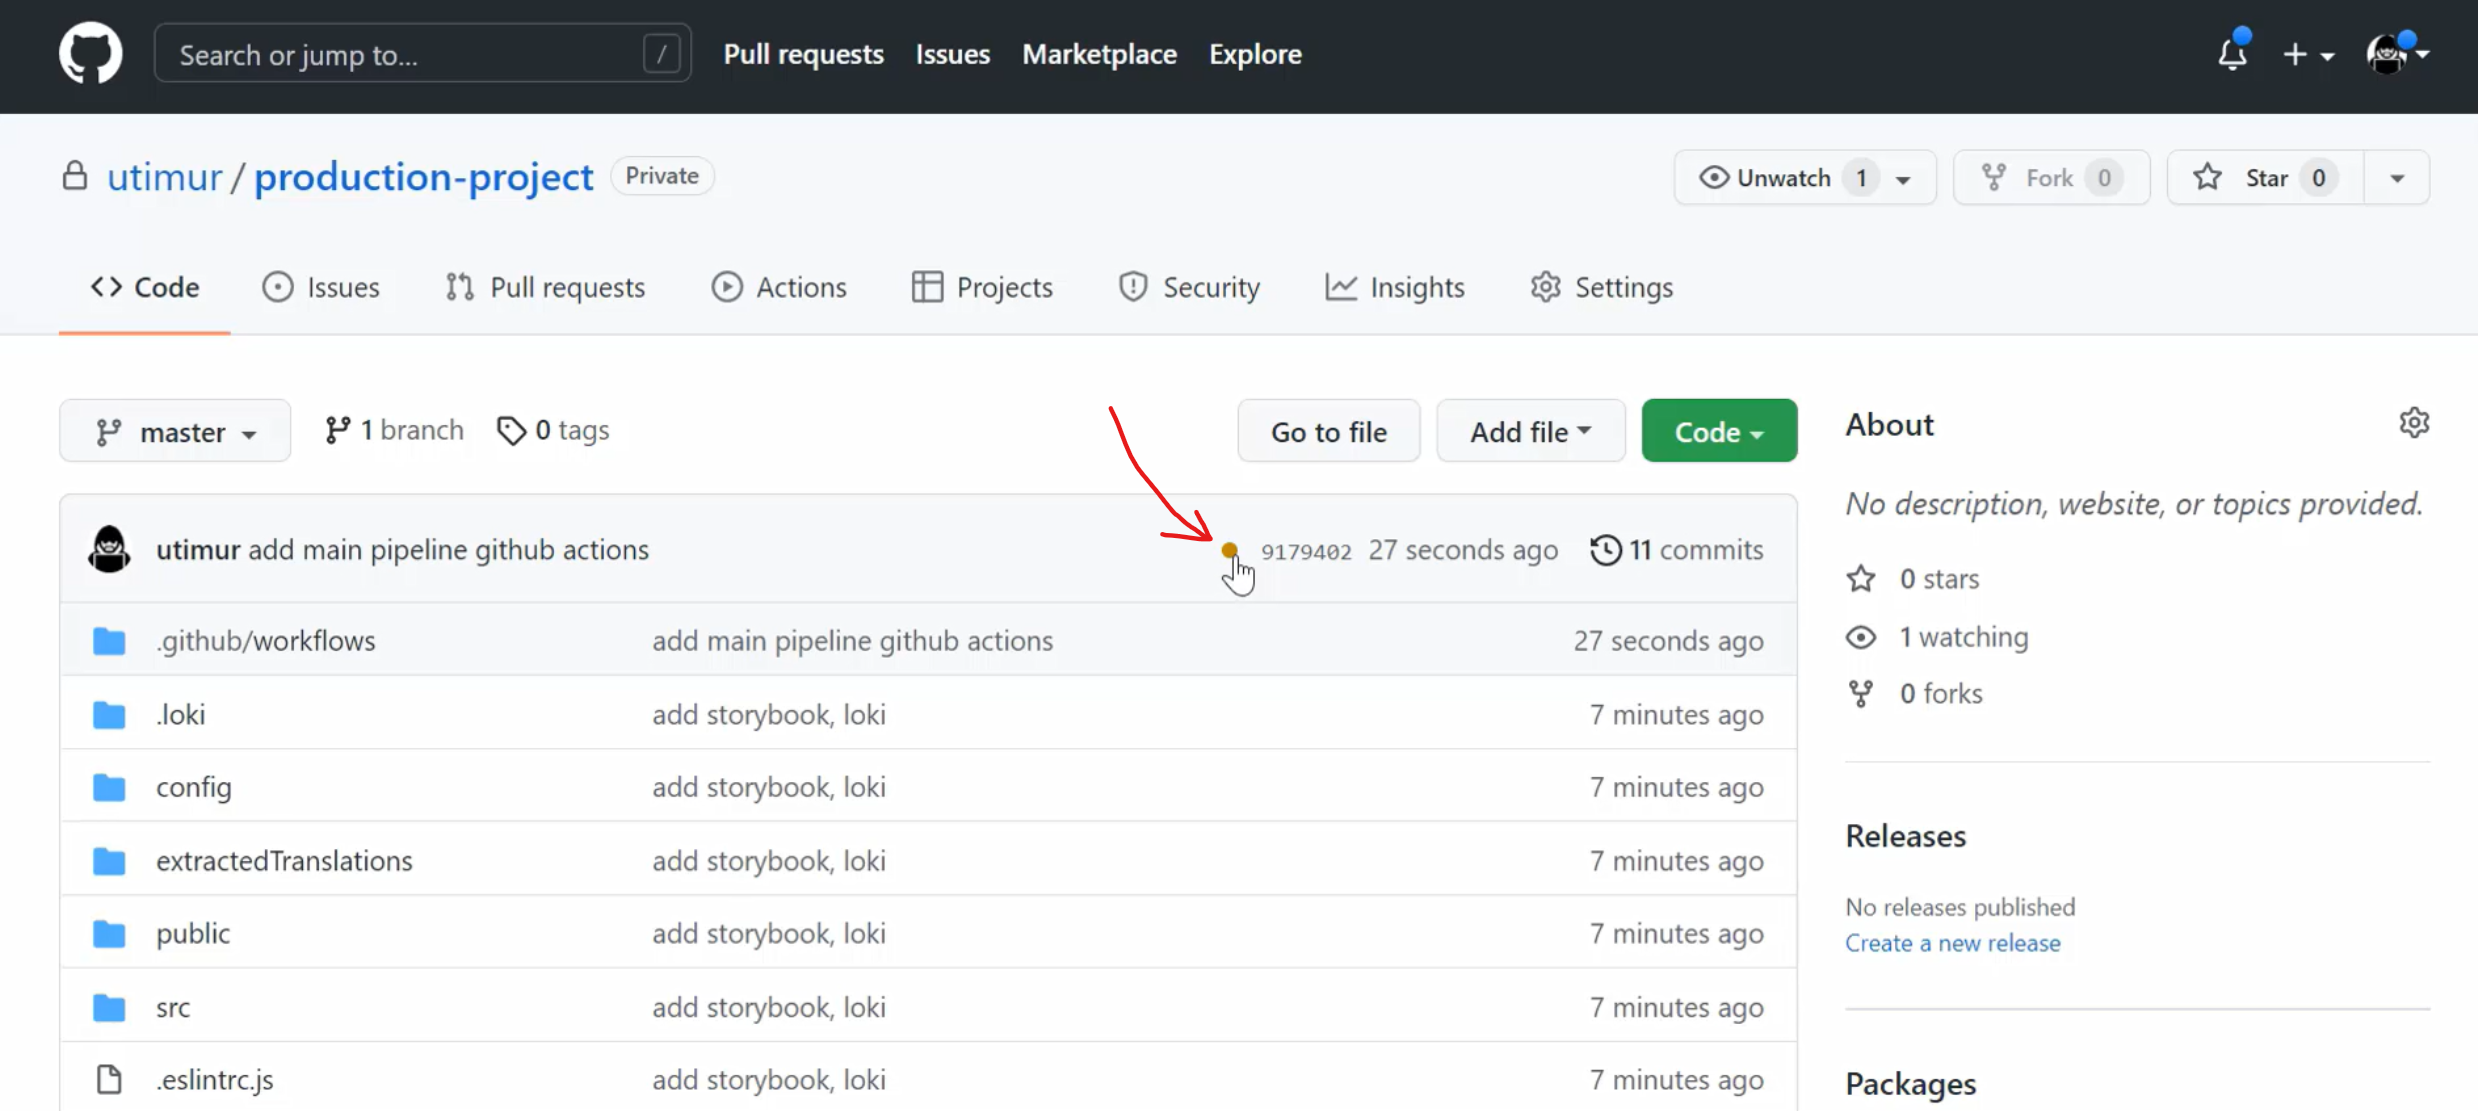 Search or jump to... /
Pull requests Issues Marketplace Explore
utimur / production-project Private
Unwatch 1 Fork 0 Star 0
Code Issues Pull requests Actions Projects Security Insights Settings
master 1 branch 0 tags Go to file Add file Code
utimur add main pipeline github actions 9179402 27 seconds ago 11 commits
.github/workflows add main pipeline github actions 27 seconds ago
.loki add storybook, loki 7 minutes ago
config add storybook, loki 7 minutes ago
extractedTranslations add storybook, loki 7 minutes ago
public add storybook, loki 7 minutes ago
src add storybook, loki 7 minutes ago
.eslintrc.js add storybook, loki 7 minutes ago
About
No description, website, or topics provided.
0 stars
1 watching
0 forks
Releases
No releases published
Create a new release
Packages